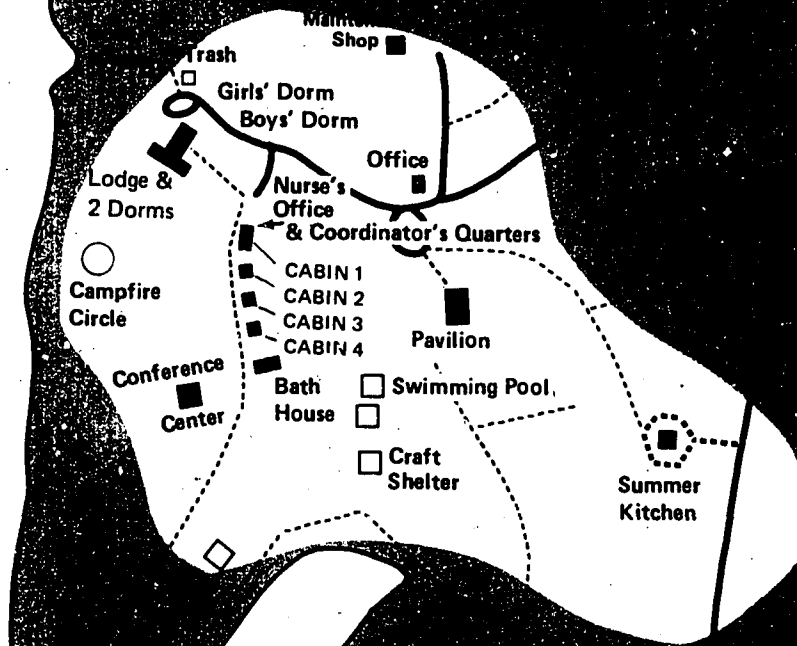 Shop
Trash
Girls' Dorm
Boys' Dorm
Office
Lodge &
2 Dorms
Nurse's
Office
& Coordinator's Quarters
CABIN 1
CABIN 2
CABIN 3
CABIN 4
Campfire
Circle
Pavilion
Conference
Center
Bath
House
Swimming Pool
Craft
Shelter
Summer
Kitchen